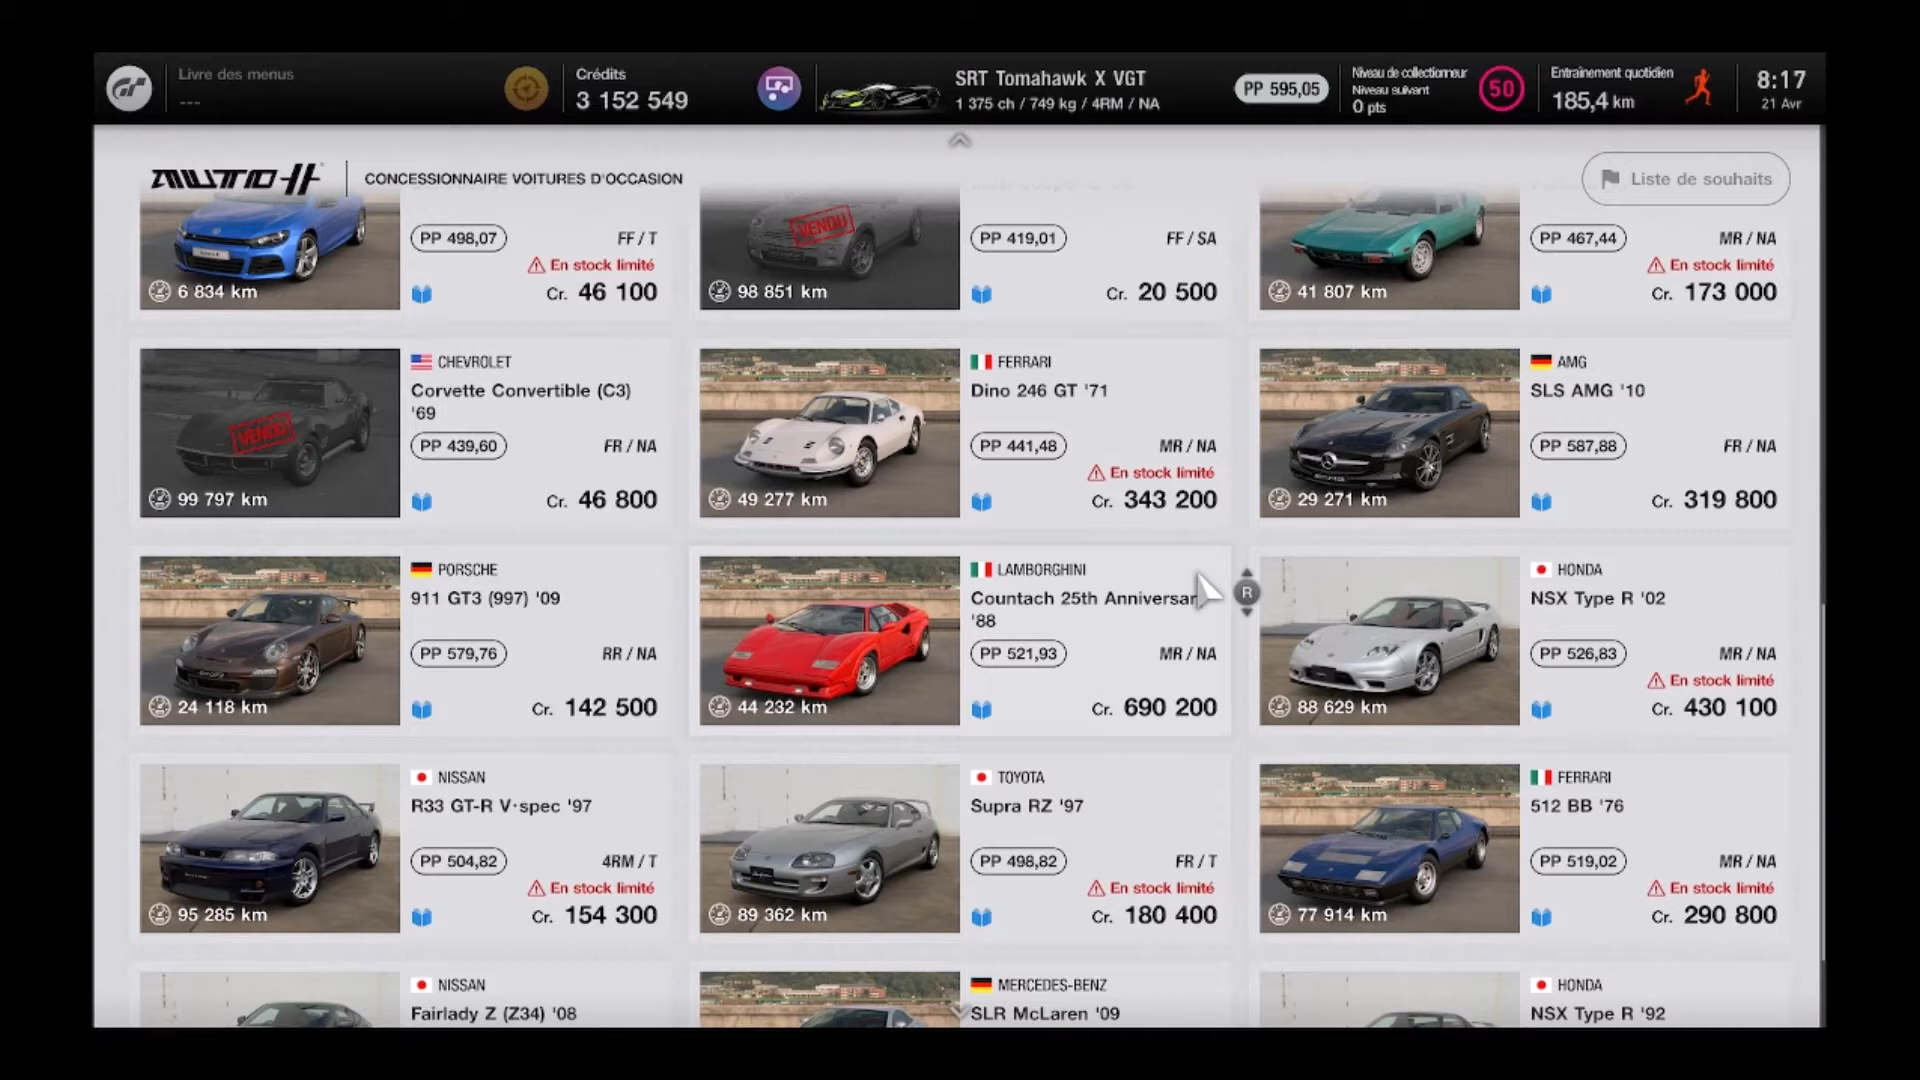 Livre des menus
---
Crédits
3 152 549
SRT Tomahawk X VGT
1 375 ch / 749 kg / 4RM / NA
PP 595,05
Niveau de collectionneur
Niveau suivant
0 pts
50
Entraînement quotidien
185,4 km
8:17
21 Avr
AUTO
CONCESSIONNAIRE VOITURES D'OCCASION
Liste de souhaits
PP 498,07
FF / T
En stock limité
6 834 km
Cr. 46 100
VENDU
PP 419,01
FF / SA
98 851 km
Cr. 20 500
PP 467,44
MR / NA
En stock limité
41 807 km
Cr. 173 000
CHEVROLET
Corvette Convertible (C3)
'69
VENDU
PP 439,60
FR / NA
99 797 km
Cr. 46 800
FERRARI
Dino 246 GT '71
PP 441,48
MR / NA
En stock limité
49 277 km
Cr. 343 200
AMG
SLS AMG '10
PP 587,88
FR / NA
29 271 km
Cr. 319 800
PORSCHE
911 GT3 (997) '09
PP 579,76
RR / NA
24 118 km
Cr. 142 500
LAMBORGHINI
Countach 25th Anniversar
'88
PP 521,93
MR / NA
44 232 km
Cr. 690 200
R
HONDA
NSX Type R '02
PP 526,83
MR / NA
En stock limité
88 629 km
Cr. 430 100
NISSAN
R33 GT-R V·spec '97
PP 504,82
4RM / T
En stock limité
95 285 km
Cr. 154 300
TOYOTA
Supra RZ '97
PP 498,82
FR / T
En stock limité
89 362 km
Cr. 180 400
FERRARI
512 BB '76
PP 519,02
MR / NA
En stock limité
77 914 km
Cr. 290 800
NISSAN
Fairlady Z (Z34) '08
MERCEDES-BENZ
SLR McLaren '09
HONDA
NSX Type R '92